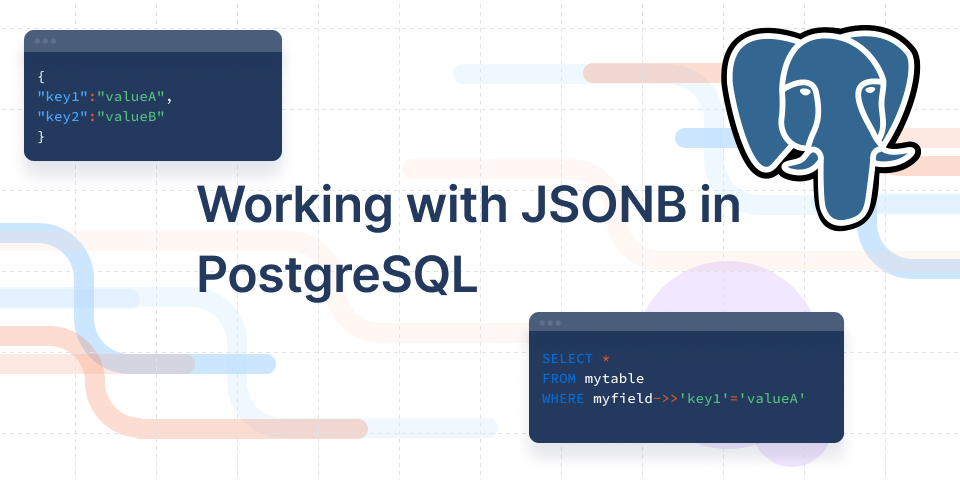 {
"key1":"valueA",
"key2":"valueB"
}
Working with JSONB in
PostgreSQL
SELECT *
FROM mytable
WHERE myfield->>'key1'='valueA'